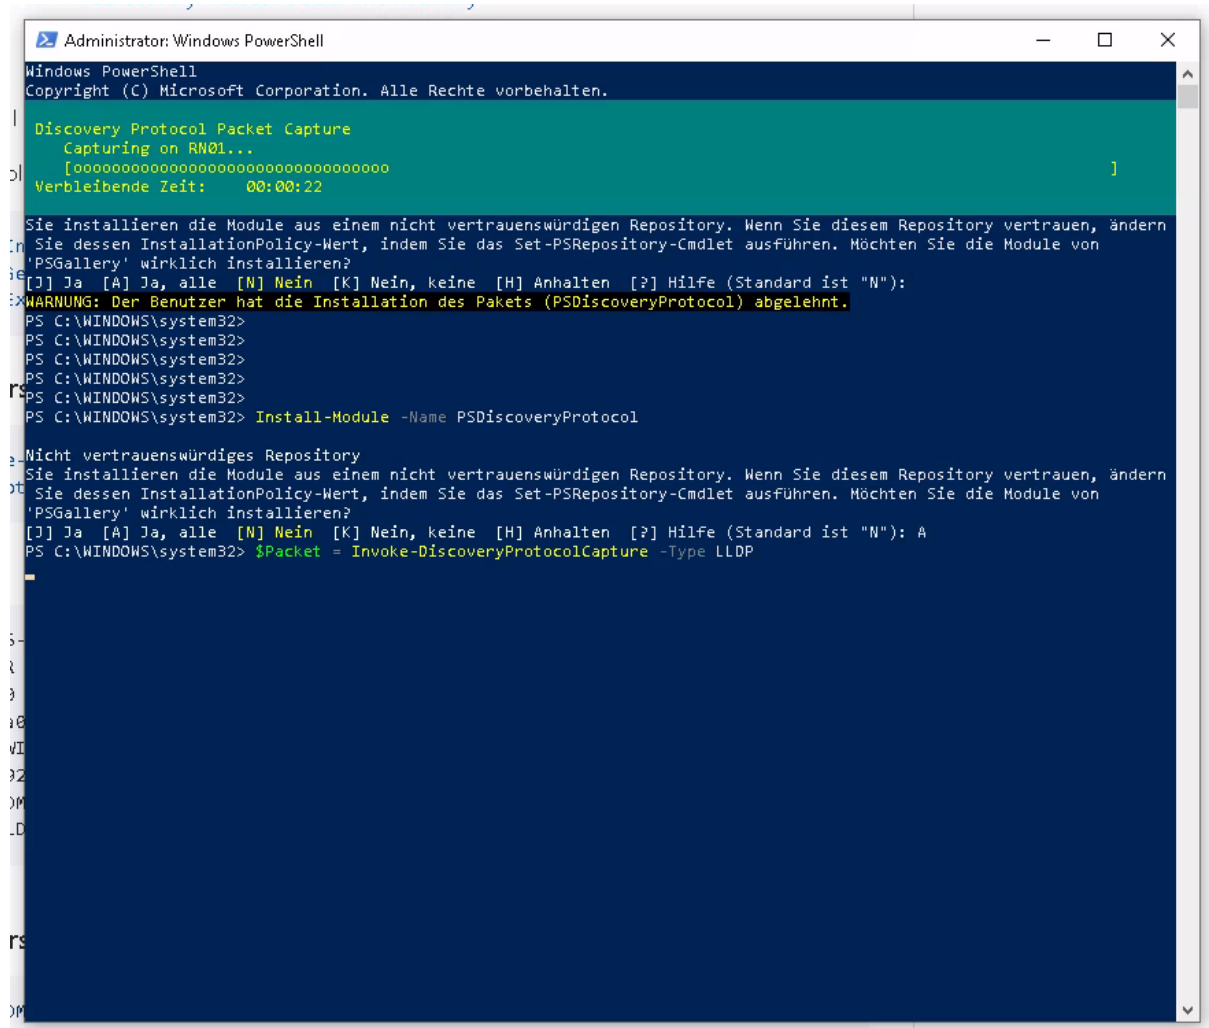 Administrator: Windows PowerShell
Windows PowerShell
Copyright (C) Microsoft Corporation. Alle Rechte vorbehalten.
Discovery Protocol Packet Capture
Capturing on RN01...
[ooooooooooooooooooooooooooooooooo ]
Verbleibende Zeit: 00:00:22
Sie installieren die Module aus einem nicht vertrauenswürdigen Repository. Wenn Sie diesem Repository vertrauen, ändern
Sie dessen InstallationPolicy-Wert, indem Sie das Set-PSRepository-Cmdlet ausführen. Möchten Sie die Module von
'PSGallery' wirklich installieren?
[J] Ja [A] Ja, alle [N] Nein [K] Nein, keine [H] Anhalten [?] Hilfe (Standard ist "N"):
WARNUNG: Der Benutzer hat die Installation des Pakets (PSDiscoveryProtocol) abgelehnt.
PS C:\WINDOWS\system32>
PS C:\WINDOWS\system32>
PS C:\WINDOWS\system32>
PS C:\WINDOWS\system32>
PS C:\WINDOWS\system32>
PS C:\WINDOWS\system32> Install-Module -Name PSDiscoveryProtocol
Nicht vertrauenswürdiges Repository
Sie installieren die Module aus einem nicht vertrauenswürdigen Repository. Wenn Sie diesem Repository vertrauen, ändern
Sie dessen InstallationPolicy-Wert, indem Sie das Set-PSRepository-Cmdlet ausführen. Möchten Sie die Module von
'PSGallery' wirklich installieren?
[J] Ja [A] Ja, alle [N] Nein [K] Nein, keine [H] Anhalten [?] Hilfe (Standard ist "N"): A
PS C:\WINDOWS\system32> $Packet = Invoke-DiscoveryProtocolCapture -Type LLDP